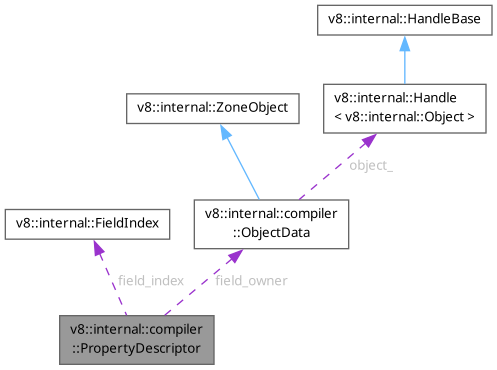 v8::internal::HandleBase
v8::internal::Handle
< v8::internal::Object >
v8::internal::ZoneObject
object_
v8::internal::compiler
::ObjectData
v8::internal::FieldIndex
field_index
field_owner
v8::internal::compiler
::PropertyDescriptor